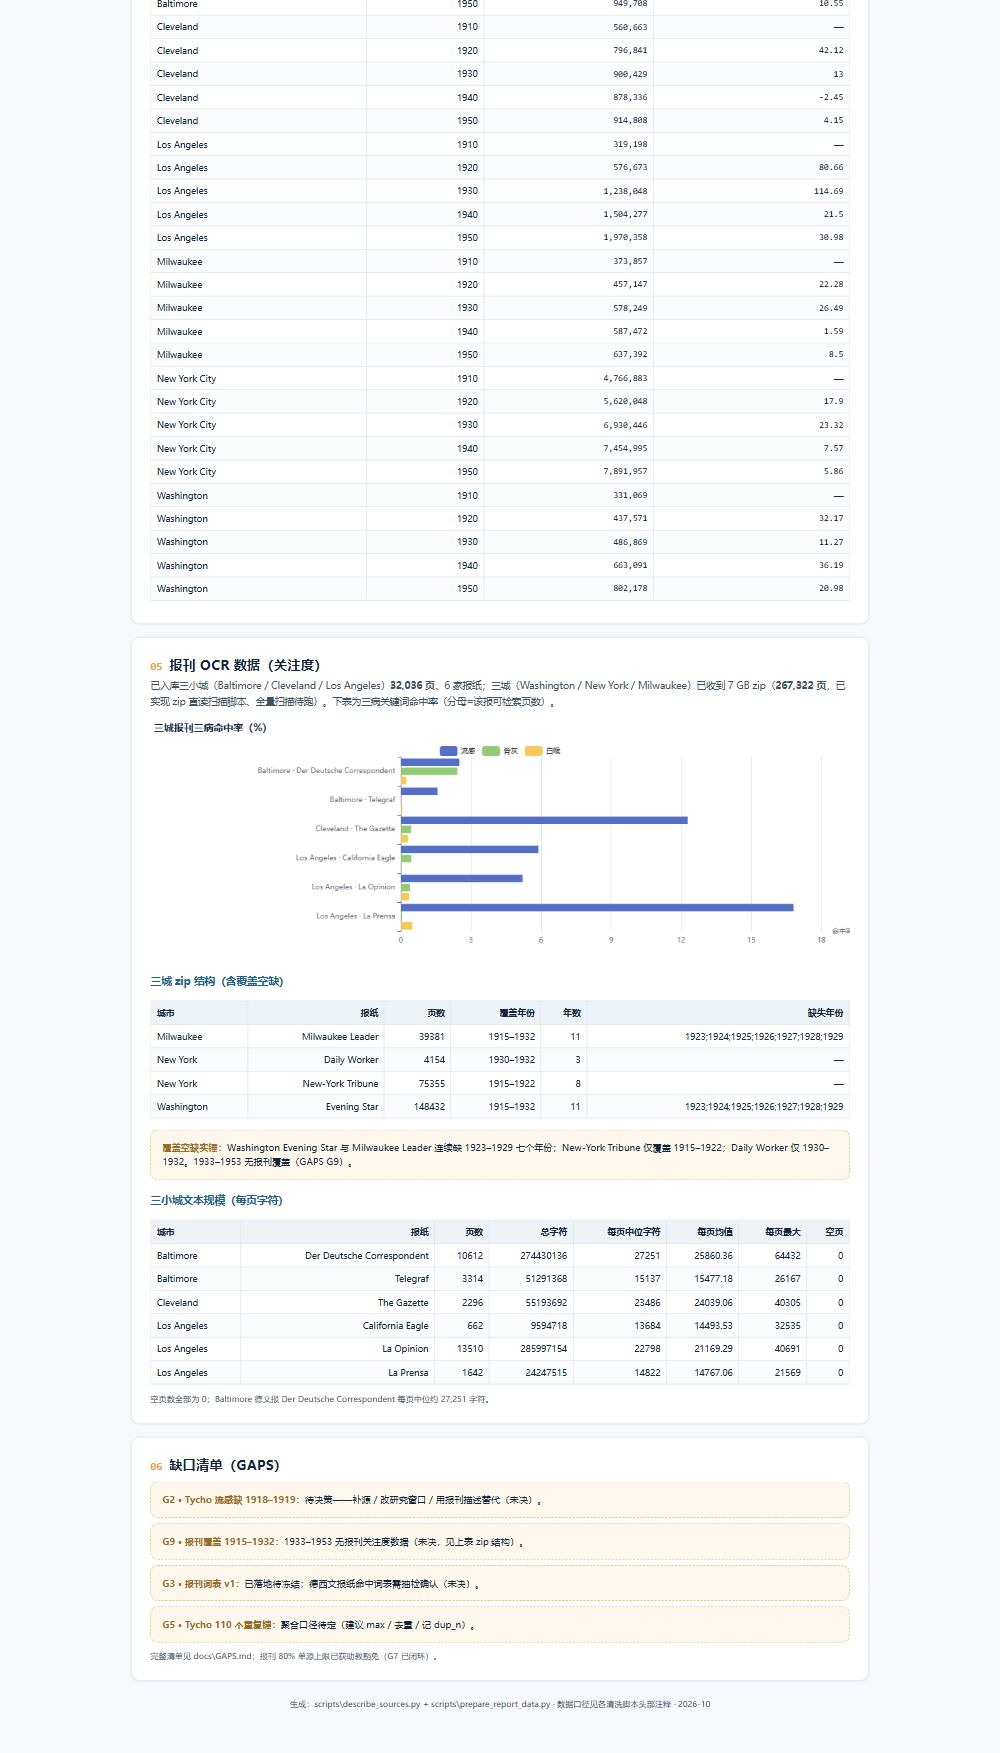 Baltimore 1950 949,708 10.55
Cleveland 1910 560,663 —
Cleveland 1920 796,841 42.12
Cleveland 1930 900,429 13
Cleveland 1940 878,336 -2.45
Cleveland 1950 914,808 4.15
Los Angeles 1910 319,198 —
Los Angeles 1920 576,673 80.66
Los Angeles 1930 1,238,048 114.69
Los Angeles 1940 1,504,277 21.5
Los Angeles 1950 1,970,358 30.98
Milwaukee 1910 373,857 —
Milwaukee 1920 457,147 22.28
Milwaukee 1930 578,249 26.49
Milwaukee 1940 587,472 1.59
Milwaukee 1950 637,392 8.5
New York City 1910 4,766,883 —
New York City 1920 5,620,048 17.9
New York City 1930 6,930,446 23.32
New York City 1940 7,454,995 7.57
New York City 1950 7,891,957 5.86
Washington 1910 331,069 —
Washington 1920 437,571 32.17
Washington 1930 486,869 11.27
Washington 1940 663,091 36.19
Washington 1950 802,178 20.98
05 报刊 OCR 数据（关注度）
已入库三小城（Baltimore / Cleveland / Los Angeles）32,036 页、6 家报纸；三城（Washington / New York / Milwaukee）已收到 7 GB zip（267,322 页，已
实现 zip 直读扫描脚本、全量扫描待跑）。下表为三病关键词命中率（分母=该报可检索页数）。
三城报刊三病命中率（%）
流感 脊灰 白喉
Baltimore · Der Deutsche Correspondent
Baltimore · Telegraf
Cleveland · The Gazette
Los Angeles · California Eagle
Los Angeles · La Opinion
Los Angeles · La Prensa
0 3 6 9 12 15 18 命中率
三城 zip 结构（含覆盖空缺）
城市 报纸 页数 覆盖年份 年数 缺失年份
Milwaukee Milwaukee Leader 39381 1915–1932 11 1923;1924;1925;1926;1927;1928;1929
New York Daily Worker 4154 1930–1932 3 —
New York New-York Tribune 75355 1915–1922 8 —
Washington Evening Star 148432 1915–1932 11 1923;1924;1925;1926;1927;1928;1929
覆盖空缺实锤：Washington Evening Star 与 Milwaukee Leader 连续缺 1923–1929 七个年份；New-York Tribune 仅覆盖 1915–1922；Daily Worker 仅 1930–
1932。1933–1953 无报刊覆盖（GAPS G9）。
三小城文本规模（每页字符）
城市 报纸 页数 总字符 每页中位字符 每页均值 每页最大 空页
Baltimore Der Deutsche Correspondent 10612 274430136 27251 25860.36 64432 0
Baltimore Telegraf 3314 51291368 15137 15477.18 26167 0
Cleveland The Gazette 2296 55193692 23486 24039.06 40305 0
Los Angeles California Eagle 662 9594718 13684 14493.53 32535 0
Los Angeles La Opinion 13510 285997154 22798 21169.29 40691 0
Los Angeles La Prensa 1642 24247515 14822 14767.06 21569 0
空页数全部为 0；Baltimore 德文报 Der Deutsche Correspondent 每页中位约 27,251 字符。
06 缺口清单（GAPS）
G2 • Tycho 流感缺 1918–1919：待决策——补源 / 改研究窗口 / 用报刊描述替代（未决）。
G9 • 报刊覆盖 1915–1932：1933–1953 无报刊关注度数据（未决，见上表 zip 结构）。
G3 • 报刊词表 v1：已落地待冻结；德西文报纸命中词表需抽检确认（未决）。
G5 • Tycho 110 个重复键：聚合口径待定（建议 max / 去重 / 记 dup_n）。
完整清单见 docs\GAPS.md；报刊 80% 单源上限已获助教豁免（G7 已闭环）。
生成：scripts\describe_sources.py + scripts\prepare_report_data.py · 数据口径见各清洗脚本头部注释 · 2026-10